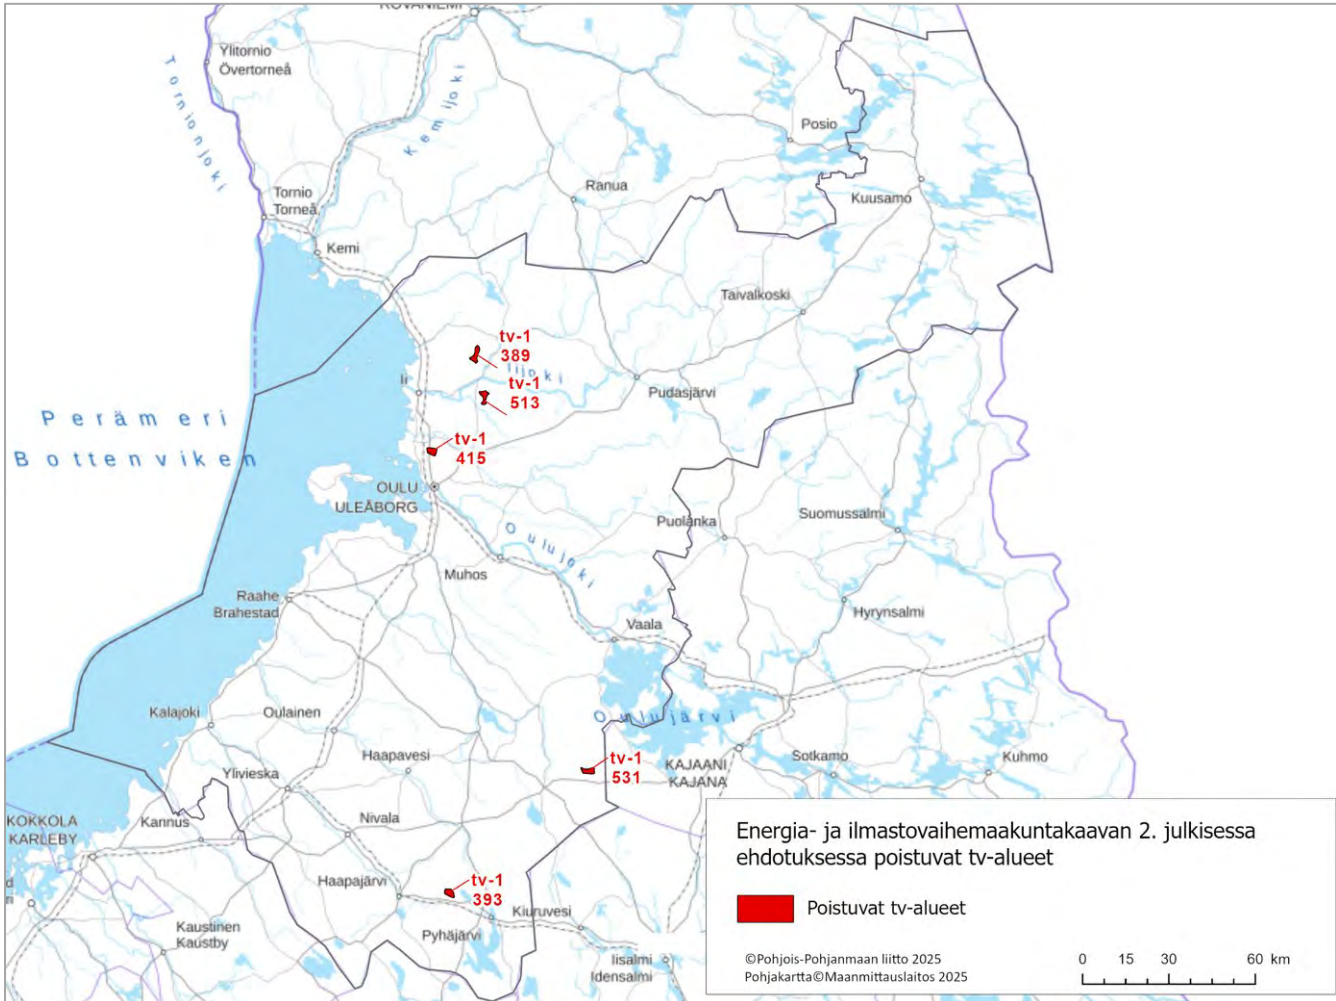 ROVANIEMI
Ylitornio
Övertorneå
Tornionjoki
Kemijoki
Posio
Ranua
Kuusamo
Tornio
Torneå
Kemi
Taivalkoski
tv-1
389
Iijoki
tv-1
513
Ii
Pudasjärvi
Perämeri
Bottenviken
tv-1
415
OULU
ULEÅBORG
Puolanka
Suomussalmi
Oulujoki
Muhos
Raahe
Brahestad
Hyrynsalmi
Vaala
Kalajoki
Oulainen
Oulujärvi
Haapavesi
tv-1
531
KAJAANI
KAJANA
Sotkamo
Kuhmo
Ylivieska
KOKKOLA
KARLEBY
Kannus
Nivala
Haapajärvi
tv-1
393
Kiuruvesi
Pyhäjärvi
Kaustinen
Kaustby
Iisalmi
Idensalmi
Energia- ja ilmastovaihemaakuntakaavan 2. julkisessa
ehdotuksessa poistuvat tv-alueet
Poistuvat tv-alueet
©Pohjois-Pohjanmaan liitto 2025
Pohjakartta©Maanmittauslaitos 2025
0 15 30 60 km